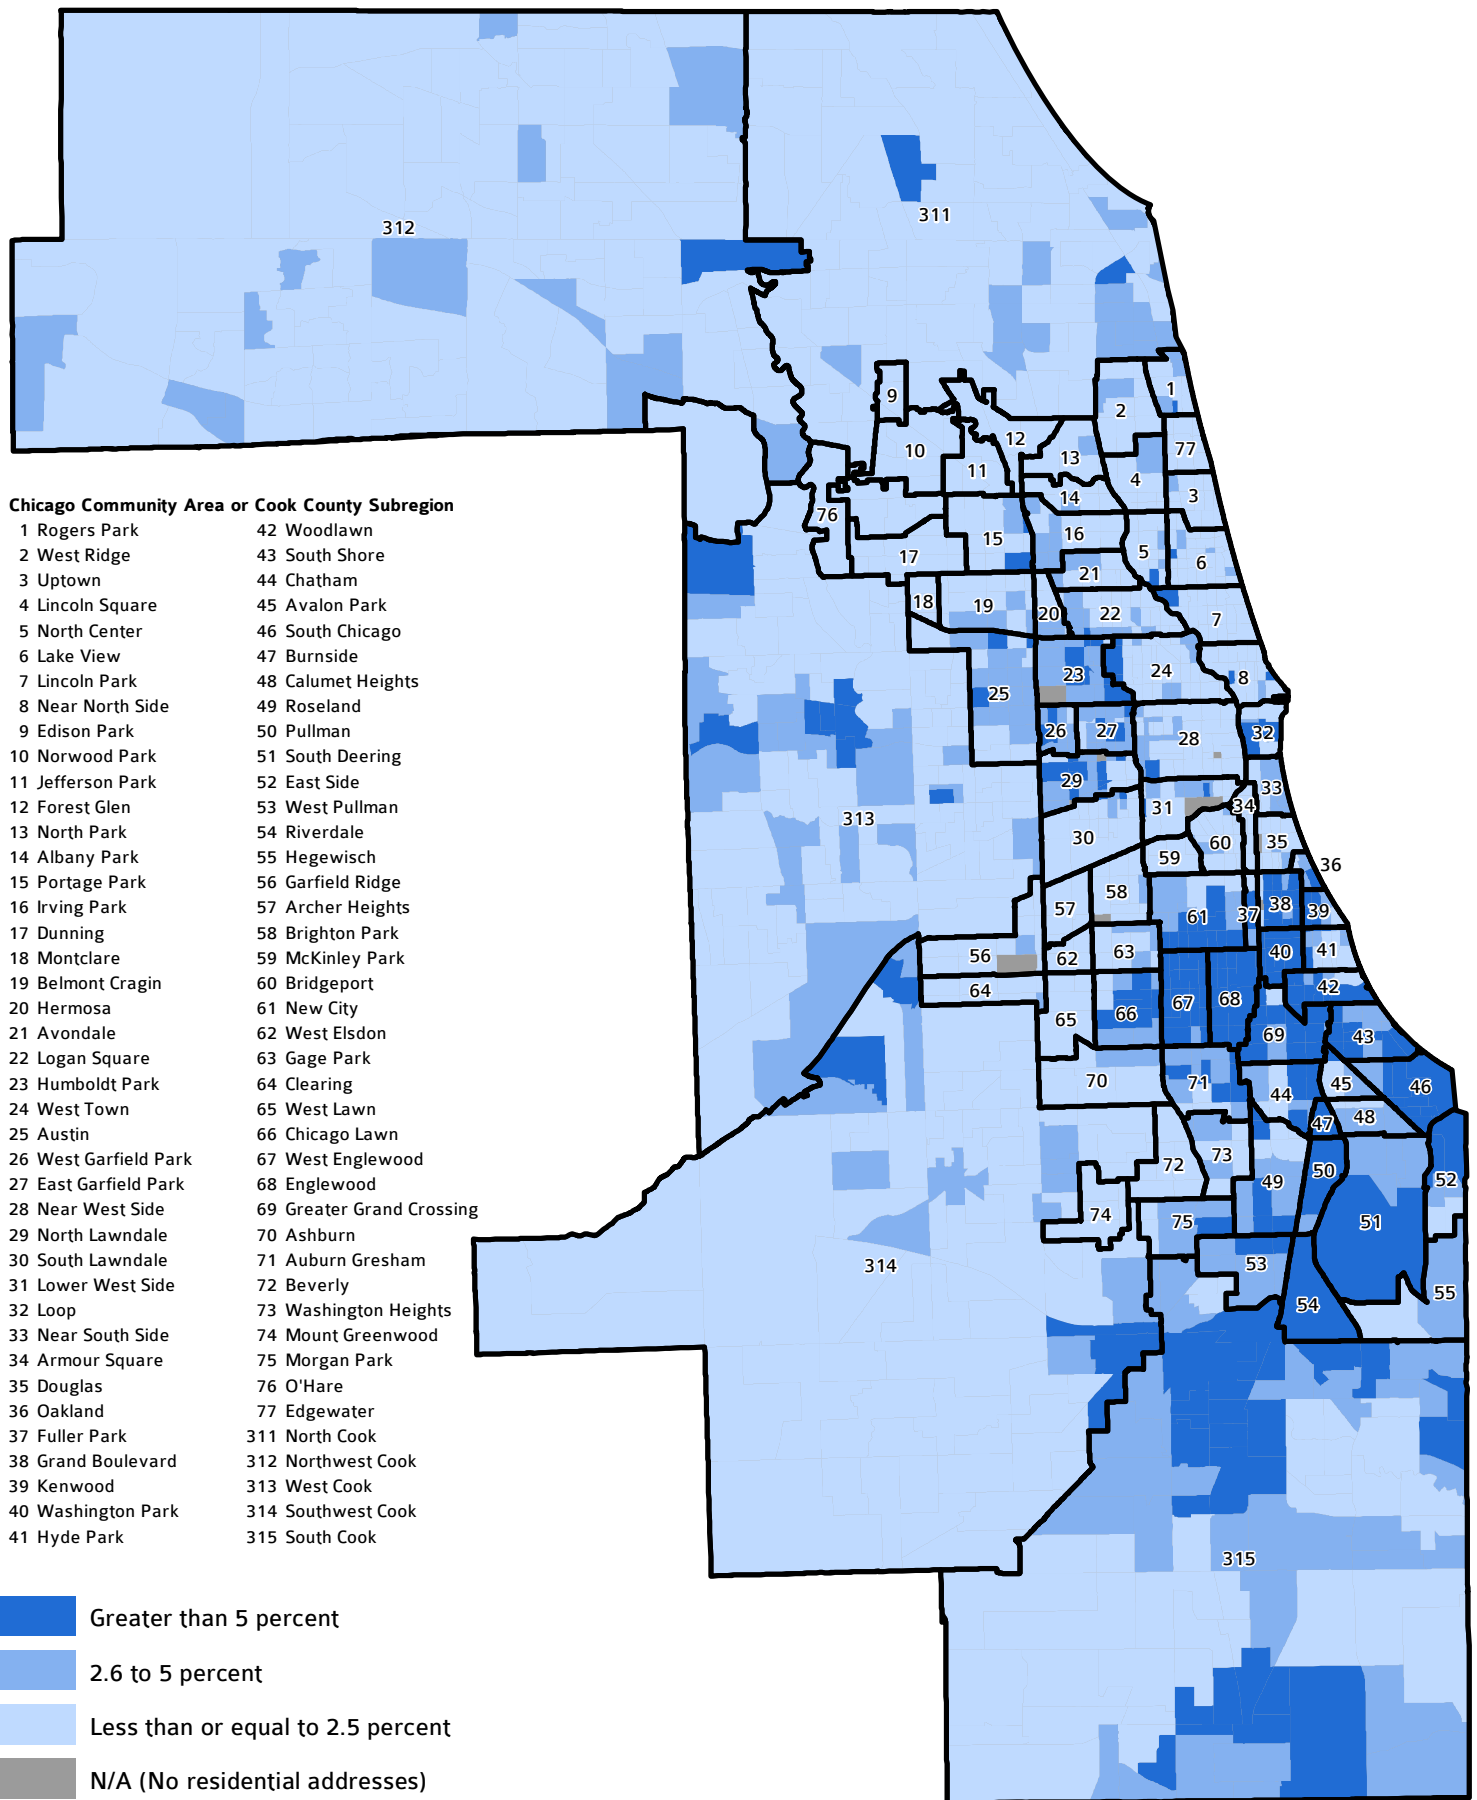 312
311
9
1
2
10
12
77
11
13
4
14
3
76
15
16
17
5
6
21
18
19
20
22
7
23
24
8
25
26
27
28
32
29
33
31
34
313
30
60
35
59
36
58
57
61
37
38
39
56
62
63
40
41
64
42
65
66
67
68
69
43
70
71
44
45
46
47
48
72
73
49
50
52
74
75
51
314
53
54
55
315
Chicago Community Area or Cook County Subregion
1 Rogers Park 42 Woodlawn
2 West Ridge 43 South Shore
3 Uptown 44 Chatham
4 Lincoln Square 45 Avalon Park
5 North Center 46 South Chicago
6 Lake View 47 Burnside
7 Lincoln Park 48 Calumet Heights
8 Near North Side 49 Roseland
9 Edison Park 50 Pullman
10 Norwood Park 51 South Deering
11 Jefferson Park 52 East Side
12 Forest Glen 53 West Pullman
13 North Park 54 Riverdale
14 Albany Park 55 Hegewisch
15 Portage Park 56 Garfield Ridge
16 Irving Park 57 Archer Heights
17 Dunning 58 Brighton Park
18 Montclare 59 McKinley Park
19 Belmont Cragin 60 Bridgeport
20 Hermosa 61 New City
21 Avondale 62 West Elsdon
22 Logan Square 63 Gage Park
23 Humboldt Park 64 Clearing
24 West Town 65 West Lawn
25 Austin 66 Chicago Lawn
26 West Garfield Park 67 West Englewood
27 East Garfield Park 68 Englewood
28 Near West Side 69 Greater Grand Crossing
29 North Lawndale 70 Ashburn
30 South Lawndale 71 Auburn Gresham
31 Lower West Side 72 Beverly
32 Loop 73 Washington Heights
33 Near South Side 74 Mount Greenwood
34 Armour Square 75 Morgan Park
35 Douglas 76 O'Hare
36 Oakland 77 Edgewater
37 Fuller Park 311 North Cook
38 Grand Boulevard 312 Northwest Cook
39 Kenwood 313 West Cook
40 Washington Park 314 Southwest Cook
41 Hyde Park 315 South Cook
Greater than 5 percent
2.6 to 5 percent
Less than or equal to 2.5 percent
N/A (No residential addresses)